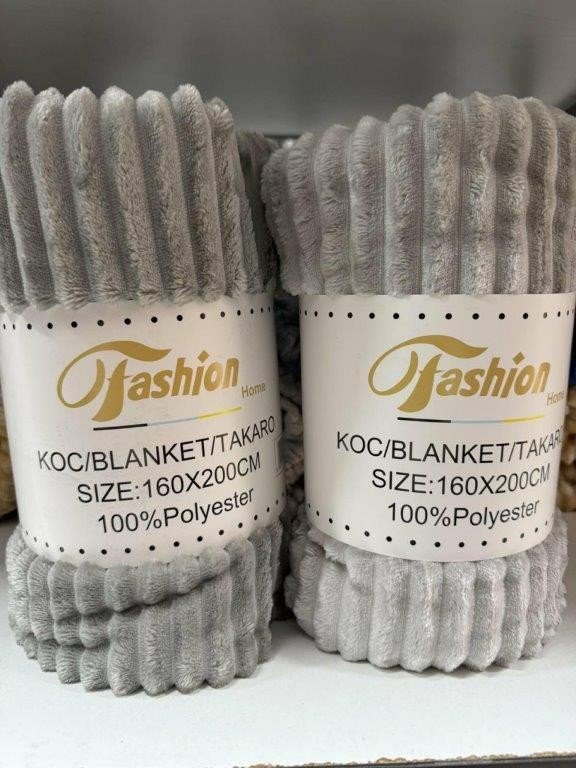 Fashion
Home
KOC/BLANKET/TAKARO
SIZE:160X200CM
100%Polyester
Fashion
Home
KOC/BLANKET/TAKARO
SIZE:160X200CM
100%Polyester